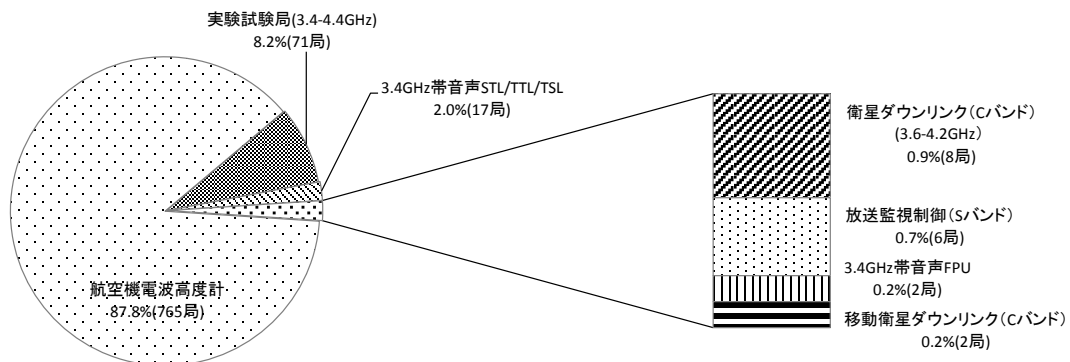 実験試験局(3.4-4.4GHz)
8.2%(71局)
3.4GHz帯音声STL/TTL/TSL
2.0%(17局)
航空機電波高度計
87.8%(765局)
衛星ダウンリンク(Cバンド)
(3.6-4.2GHz)
0.9%(8局)
放送監視制御(Sバンド)
0.7%(6局)
3.4GHz帯音声FPU
0.2%(2局)
移動衛星ダウンリンク(Cバンド)
0.2%(2局)